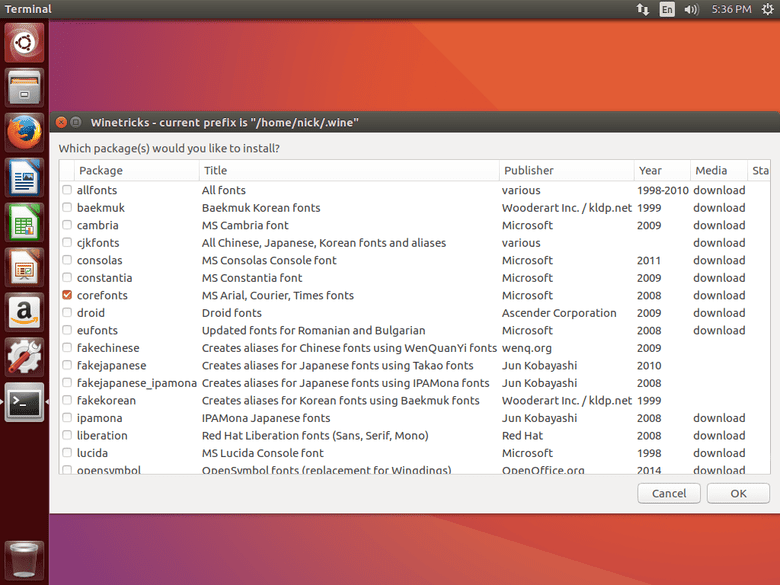 Terminal
En
5:36 PM
Winetricks - current prefix is "/home/nick/.wine"
Which package(s) would you like to install?
Package Title Publisher Year Media Sta
allfonts All fonts various 1998-2010 download
baekmuk Baekmuk Korean fonts Wooderart Inc. / kldp.net 1999 download
cambria MS Cambria font Microsoft 2009 download
cjkfonts All Chinese, Japanese, Korean fonts and aliases various download
consolas MS Consolas Console font Microsoft 2011 download
constantia MS Constantia font Microsoft 2009 download
corefonts MS Arial, Courier, Times fonts Microsoft 2008 download
droid Droid fonts Ascender Corporation 2009 download
eufonts Updated fonts for Romanian and Bulgarian Microsoft 2008 download
fakechinese Creates aliases for Chinese fonts using WenQuanYi fonts wenq.org 2009
fakejapanese Creates aliases for Japanese fonts using Takao fonts Jun Kobayashi 2010
fakejapanese_ipamona Creates aliases for Japanese fonts using IPAMona fonts Jun Kobayashi 2008
fakekorean Creates aliases for Korean fonts using Baekmuk fonts Wooderart Inc. / kldp.net 1999
ipamona IPAMona Japanese fonts Jun Kobayashi 2008 download
liberation Red Hat Liberation fonts (Sans, Serif, Mono) Red Hat 2008 download
lucida MS Lucida Console font Microsoft 1998 download
opensymbol OpenSymbol fonts (replacement for Wingdings) OpenOffice.org 2014 download
Cancel OK